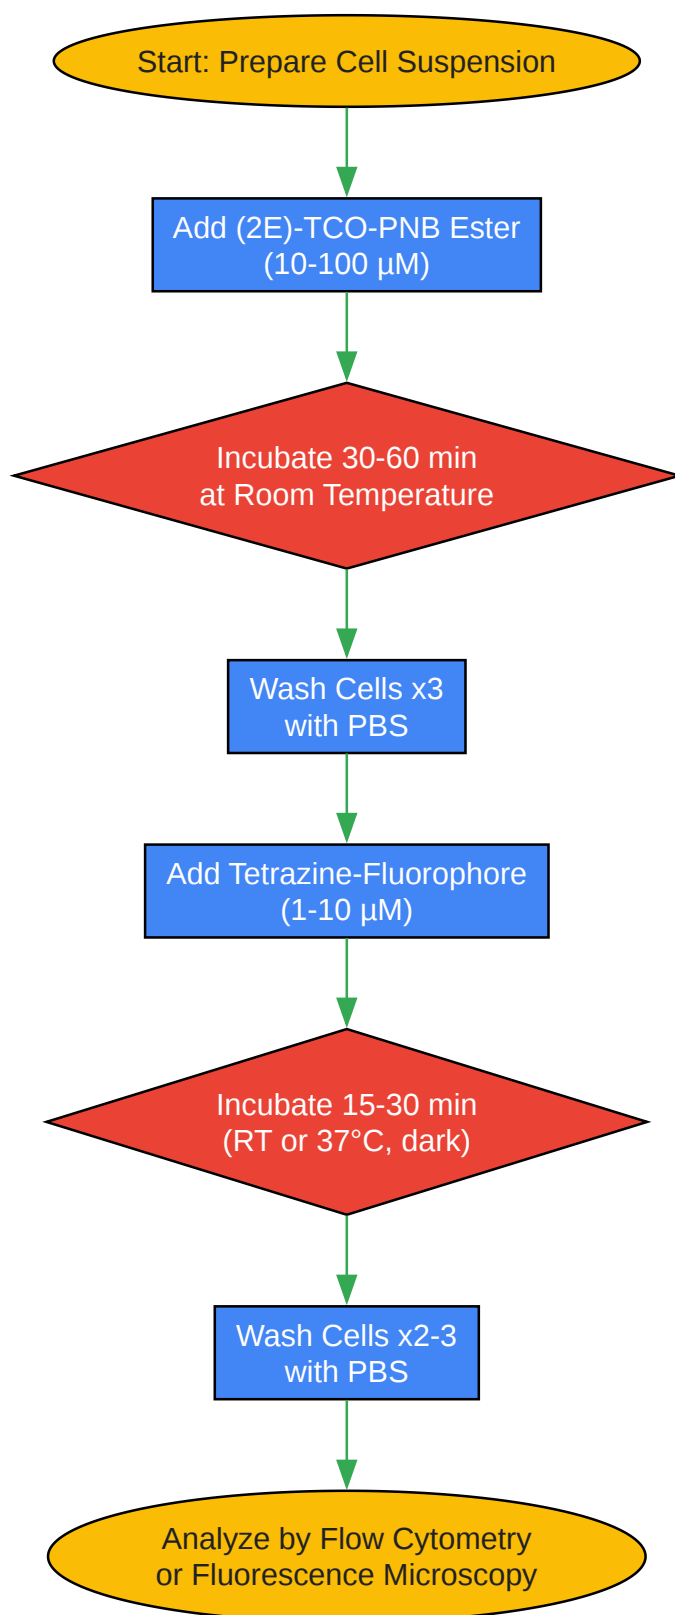 Start: Prepare Cell Suspension
Add (2E)-TCO-PNB Ester
(10-100 µM)
Incubate 30-60 min
at Room Temperature
Wash Cells x3
with PBS
Add Tetrazine-Fluorophore
(1-10 µM)
Incubate 15-30 min
(RT or 37°C, dark)
Wash Cells x2-3
with PBS
Analyze by Flow Cytometry
or Fluorescence Microscopy